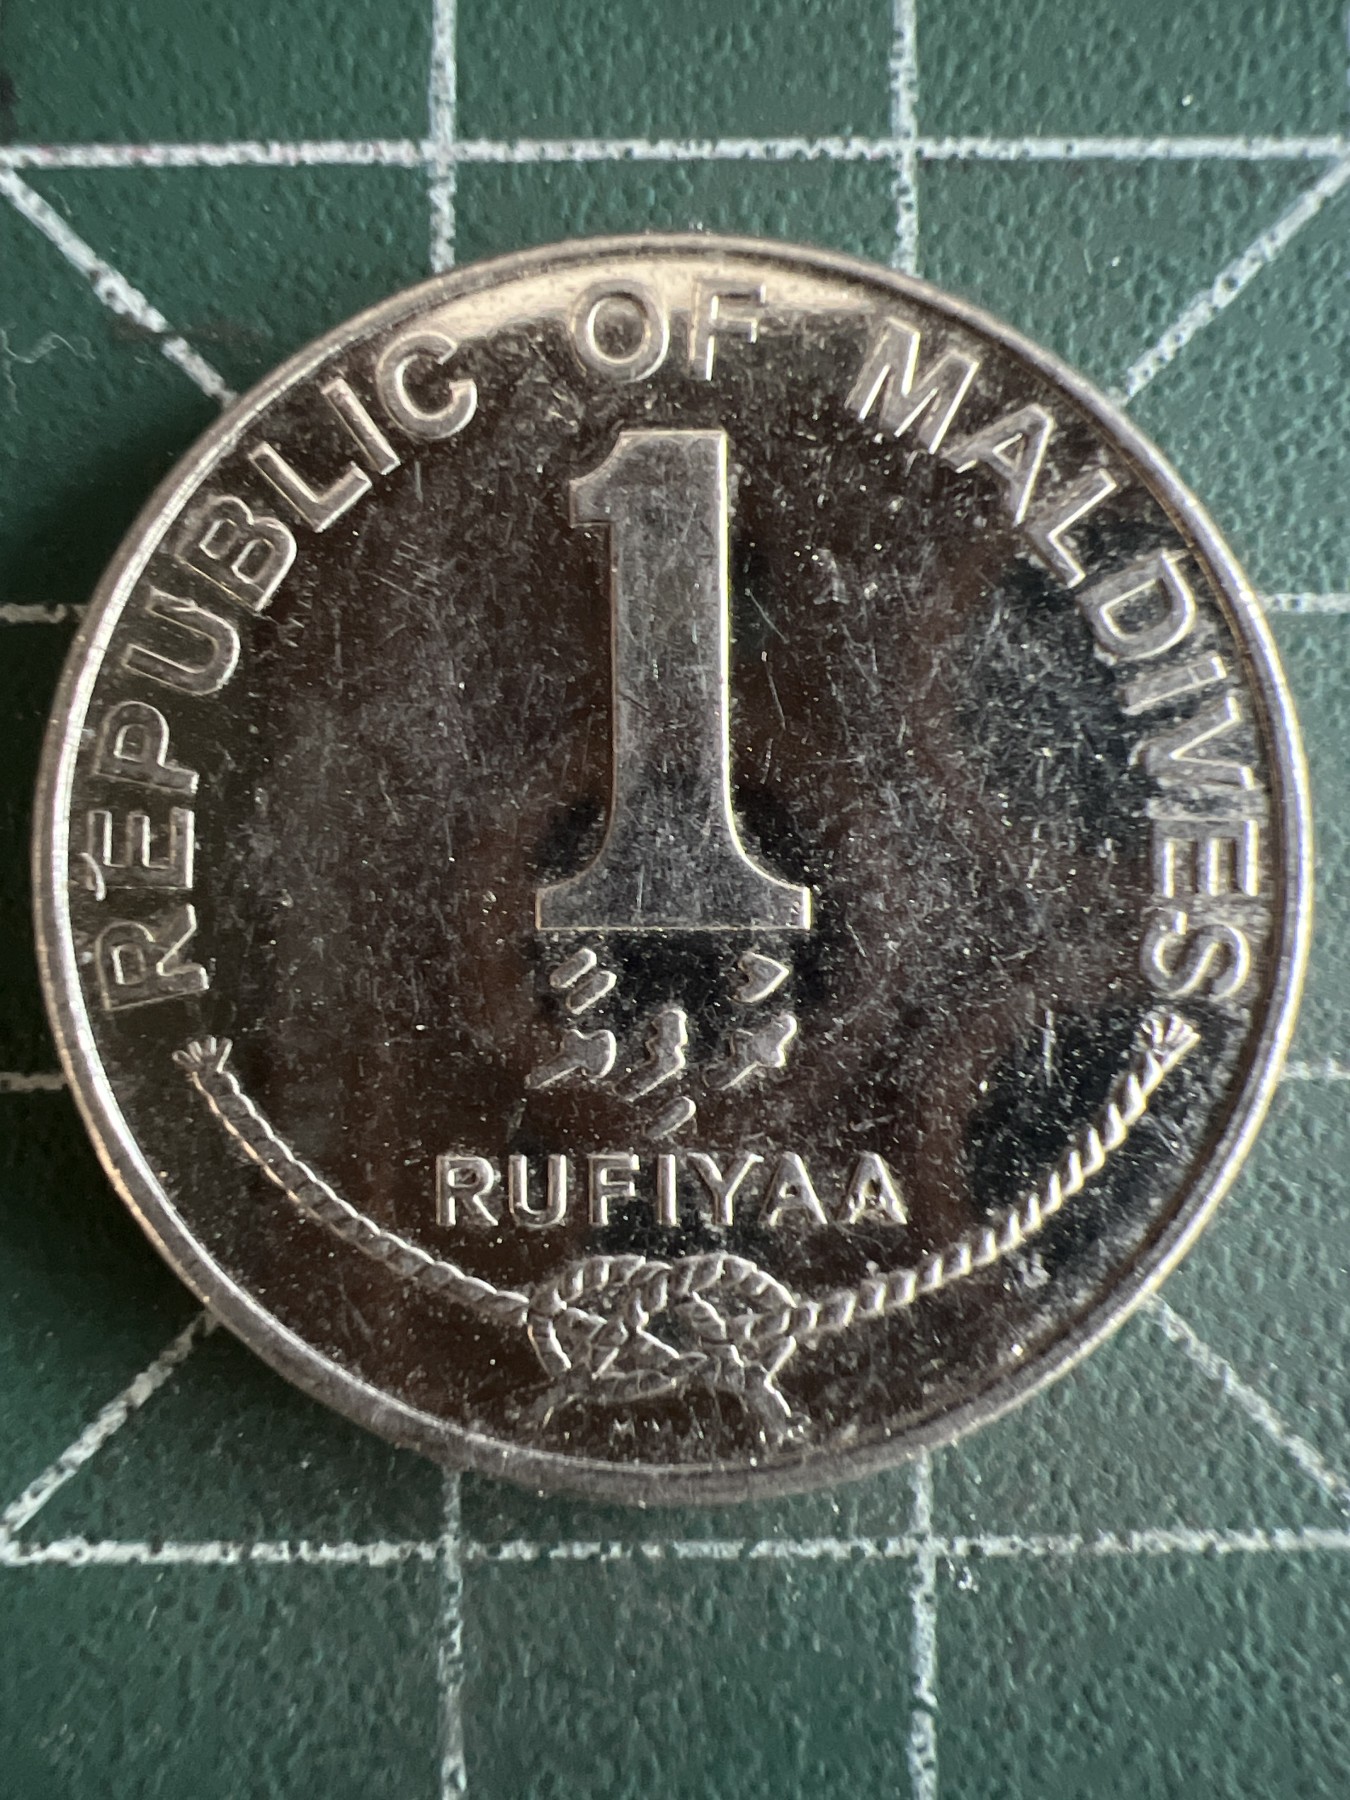 REPUBLIC OF MALDIVES
1
ރުފިޔާ
RUFIYAA